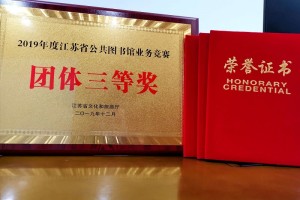 2019年度江苏省公共图书馆业务竞赛
团体三等奖
江苏省文化和旅游厅
二〇一九年十二月
荣誉证书
HONORARY
CREDENTIAL